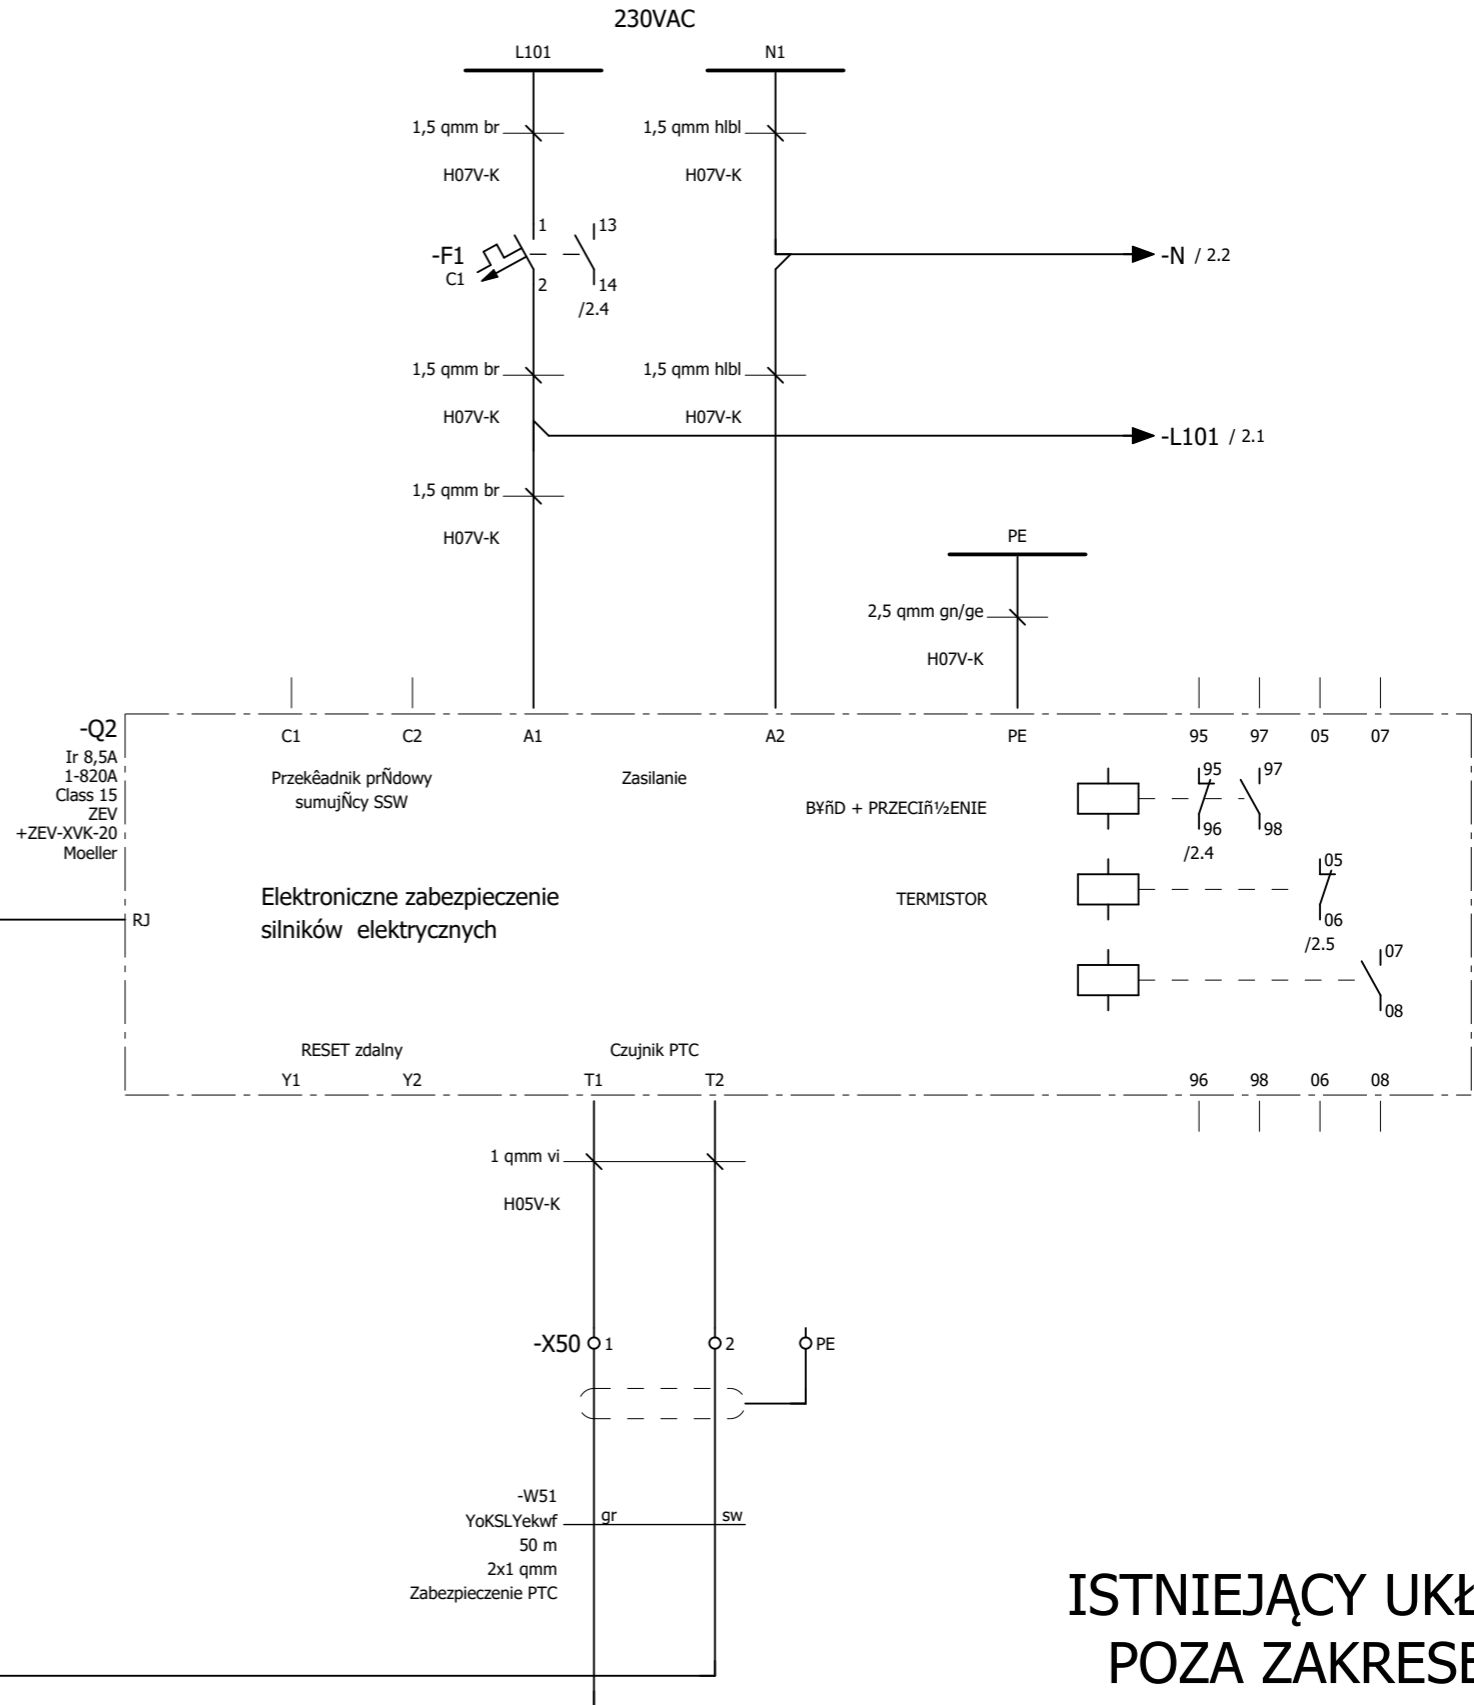 230VAC
L101
N1
1,5 qmm br
1,5 qmm hlbl
H07V-K
H07V-K
1
13
-F1
C1
2
14
/2.4
-N / 2.2
1,5 qmm br
1,5 qmm hlbl
H07V-K
H07V-K
-L101 / 2.1
1,5 qmm br
H07V-K
PE
2,5 qmm gn/ge
H07V-K
-Q2
Ir 8,5A
1-820A
Class 15
ZEV
+ZEV-XVK-20
Moeller
C1
C2
A1
A2
PE
95
97
05
07
Przekêadnik prÑdowy
sumujÑcy SSW
Zasilanie
B¥ñD + PRZECIñ½ENIE
95
97
96
98
/2.4
Elektroniczne zabezpieczenie
silników elektrycznych
TERMISTOR
05
06
/2.5
RJ
07
08
RESET zdalny
Czujnik PTC
Y1
Y2
T1
T2
96
98
06
08
1 qmm vi
H05V-K
-X50
1
2
PE
-W51
YoKSLYekwf
gr
sw
50 m
2x1 qmm
Zabezpieczenie PTC
ISTNIEJĄCY UKŁ
POZA ZAKRESE